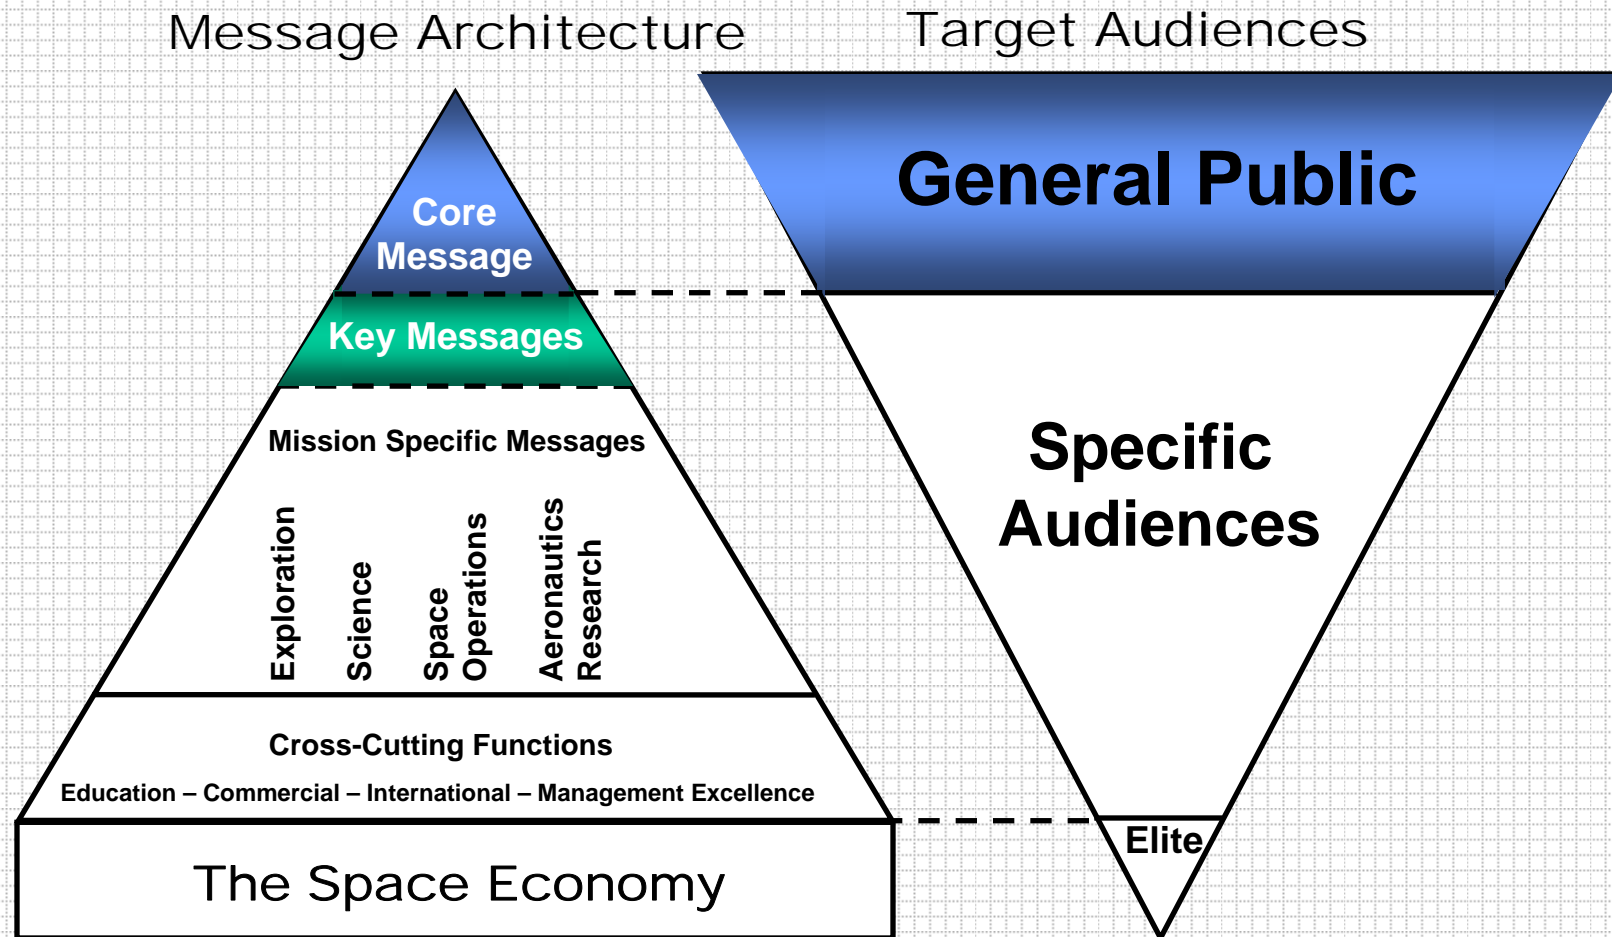 Message Architecture
Target Audiences
Core
Message
Key Messages
Mission Specific Messages
Exploration
Science
Space
Operations
Aeronautics
Research
Cross-Cutting Functions
Education – Commercial – International – Management Excellence
The Space Economy
General Public
Specific
Audiences
Elite